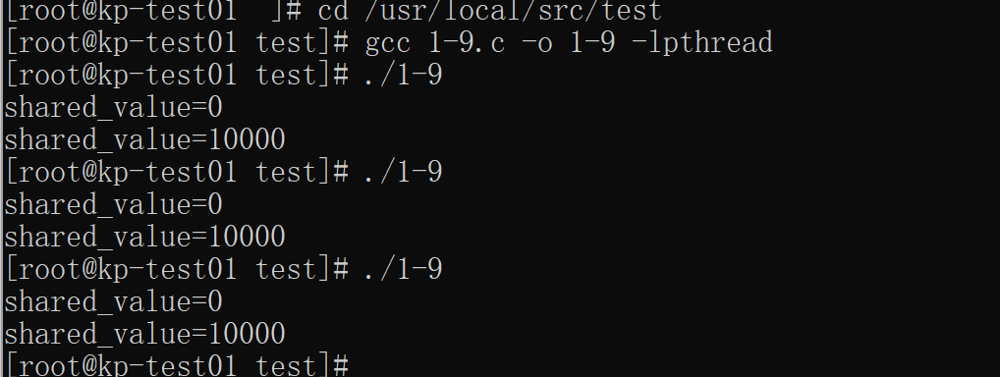 [root@kp-test01 ]# cd /usr/local/src/test
[root@kp-test01 test]# gcc 1-9.c -o 1-9 -lpthread
[root@kp-test01 test]# ./1-9
shared_value=0
shared_value=10000
[root@kp-test01 test]# ./1-9
shared_value=0
shared_value=10000
[root@kp-test01 test]# ./1-9
shared_value=0
shared_value=10000
[root@kp-test01 test]#